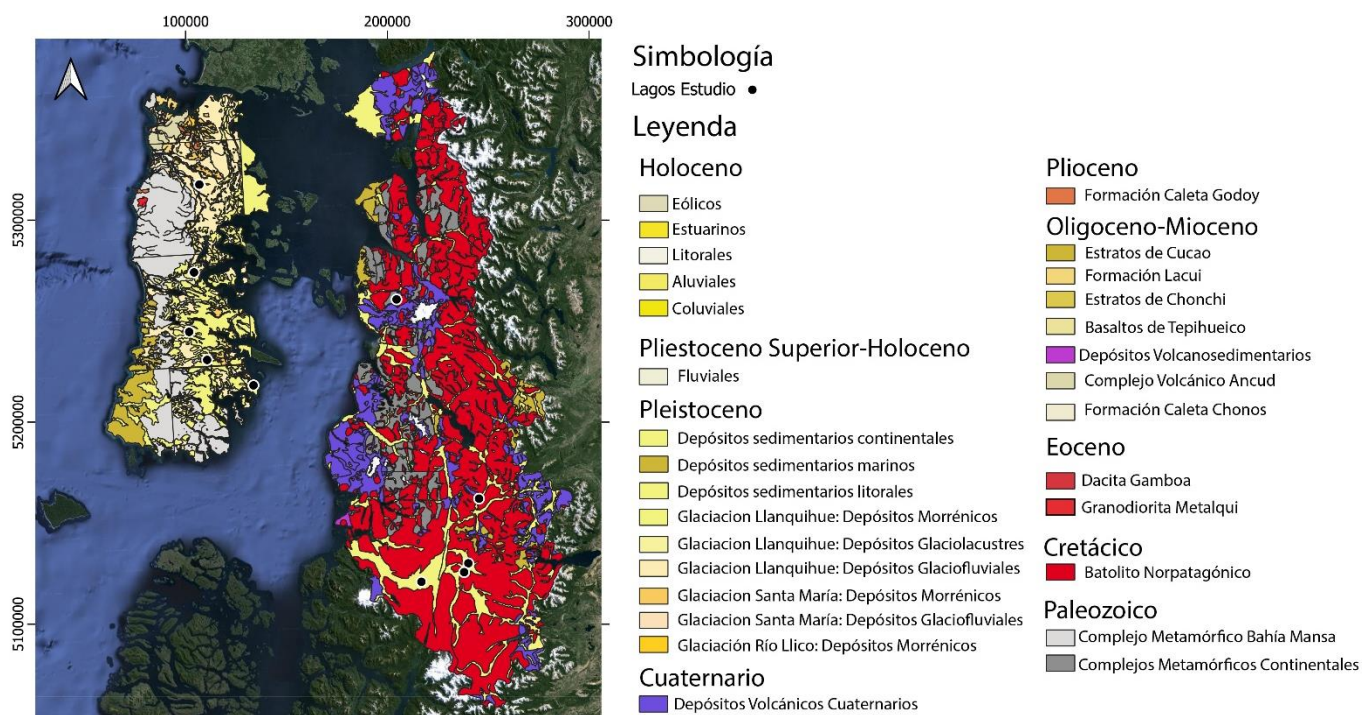 100000
200000
300000
5300000
5200000
5100000
Simbología
Lagos Estudio
Leyenda
Holoceno
Eólicos
Estuarinos
Litorales
Aluviales
Coluviales
Pliestoceno Superior-Holoceno
Fluviales
Pleistoceno
Depósitos sedimentarios continentales
Depósitos sedimentarios marinos
Depósitos sedimentarios litorales
Glaciacion Llanquihue: Depósitos Morrénicos
Glaciacion Llanquihue: Depósitos Glaciolacustres
Glaciacion Llanquihue: Depósitos Glaciofluviales
Glaciacion Santa María: Depósitos Morrénicos
Glaciacion Santa María: Depósitos Glaciofluviales
Glaciación Río Llico: Depósitos Morrénicos
Cuaternario
Depósitos Volcánicos Cuaternarios
Plioceno
Formación Caleta Godoy
Oligoceno-Mioceno
Estratos de Cucao
Formación Lacui
Estratos de Chonchi
Basaltos de Tepihueico
Depósitos Volcanosedimentarios
Complejo Volcánico Ancud
Formación Caleta Chonos
Eoceno
Dacita Gamboa
Granodiorita Metalqui
Cretácico
Batolito Norpatagónico
Paleozoico
Complejo Metamórfico Bahía Mansa
Complejos Metamórficos Continentales